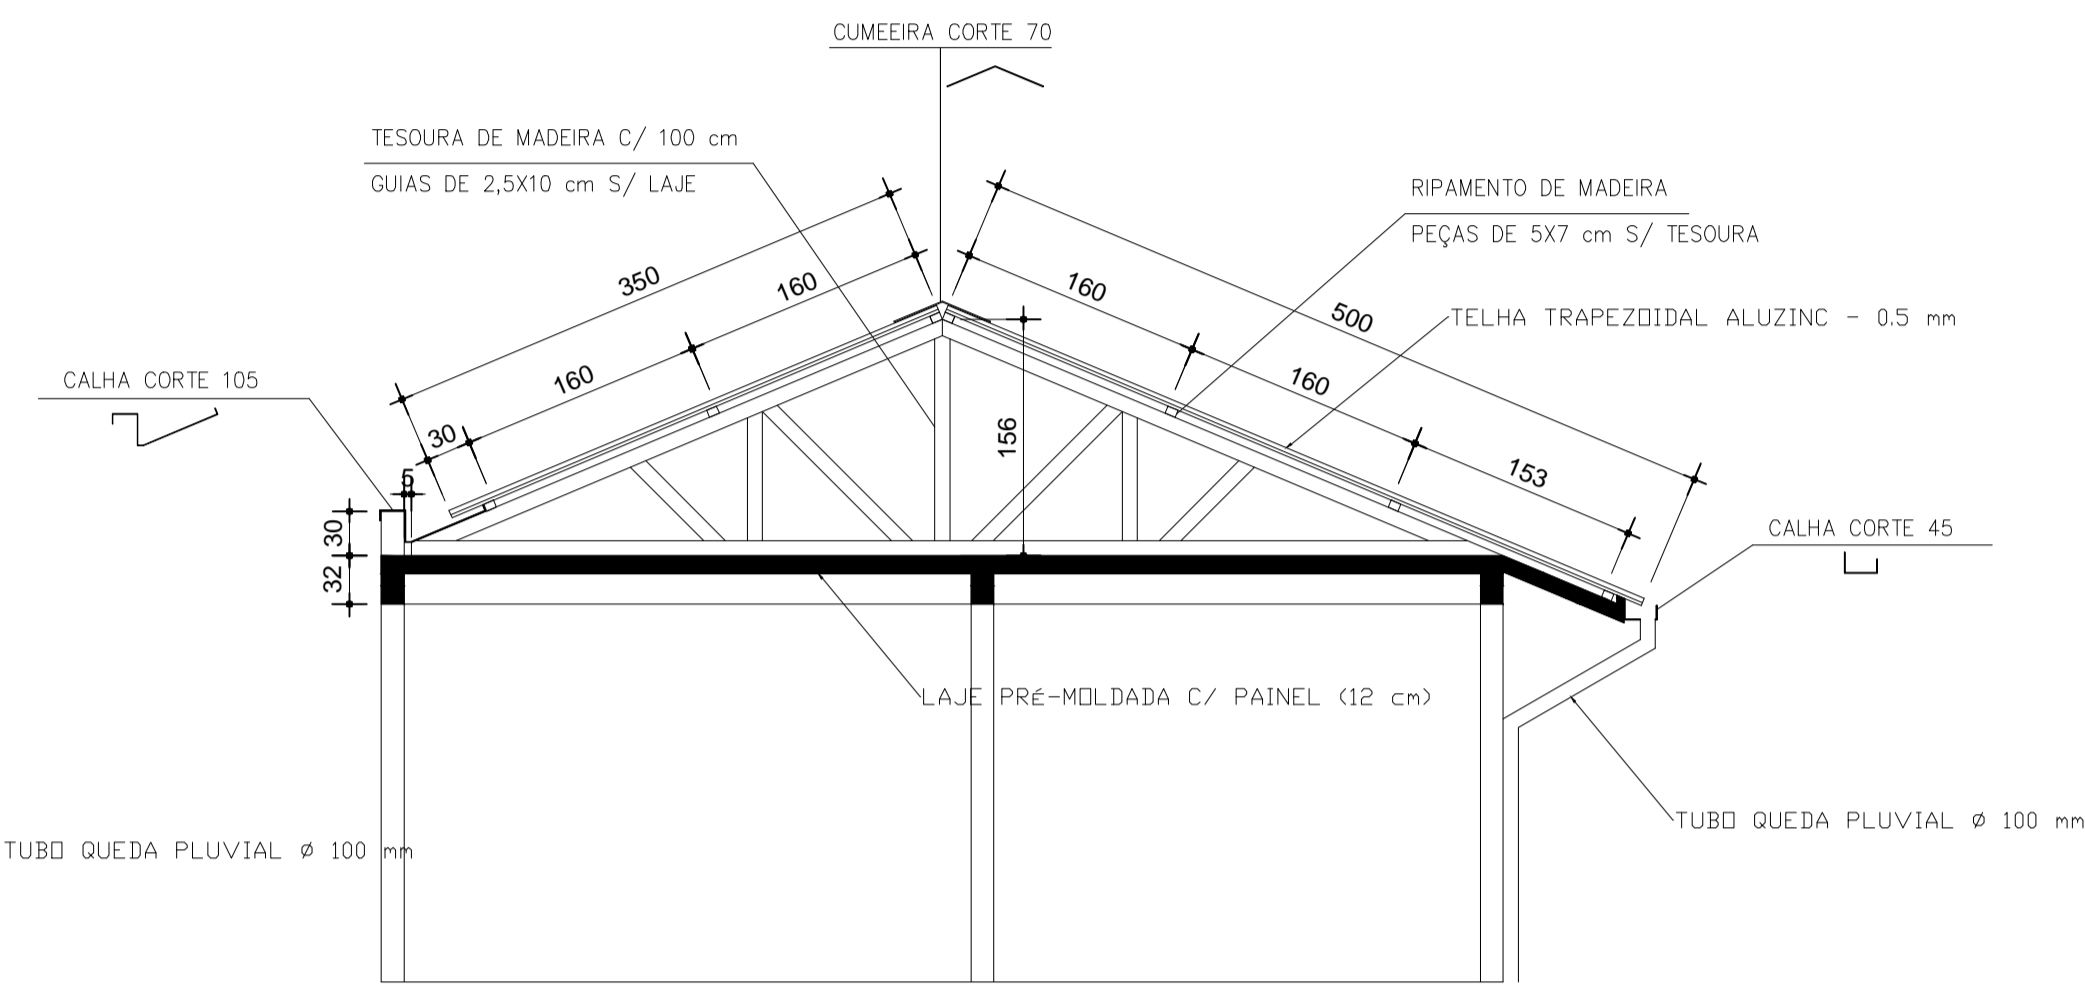 CUMEEIRA CORTE 70
TESOURA DE MADEIRA C/ 100 cm
GUIAS DE 2,5X10 cm S/ LAJE
RIPAMENTO DE MADEIRA
PEÇAS DE 5X7 cm S/ TESOURA
350
160
160
500
TELHA TRAPEZOIDAL ALUZINC - 0.5 mm
CALHA CORTE 105
160
160
30
156
153
5
30
CALHA CORTE 45
32
LAJE PRÉ-MOLDADA C/ PAINEL (12 cm)
TUBO QUEDA PLUVIAL Ø 100 mm
TUBO QUEDA PLUVIAL Ø 100 mm